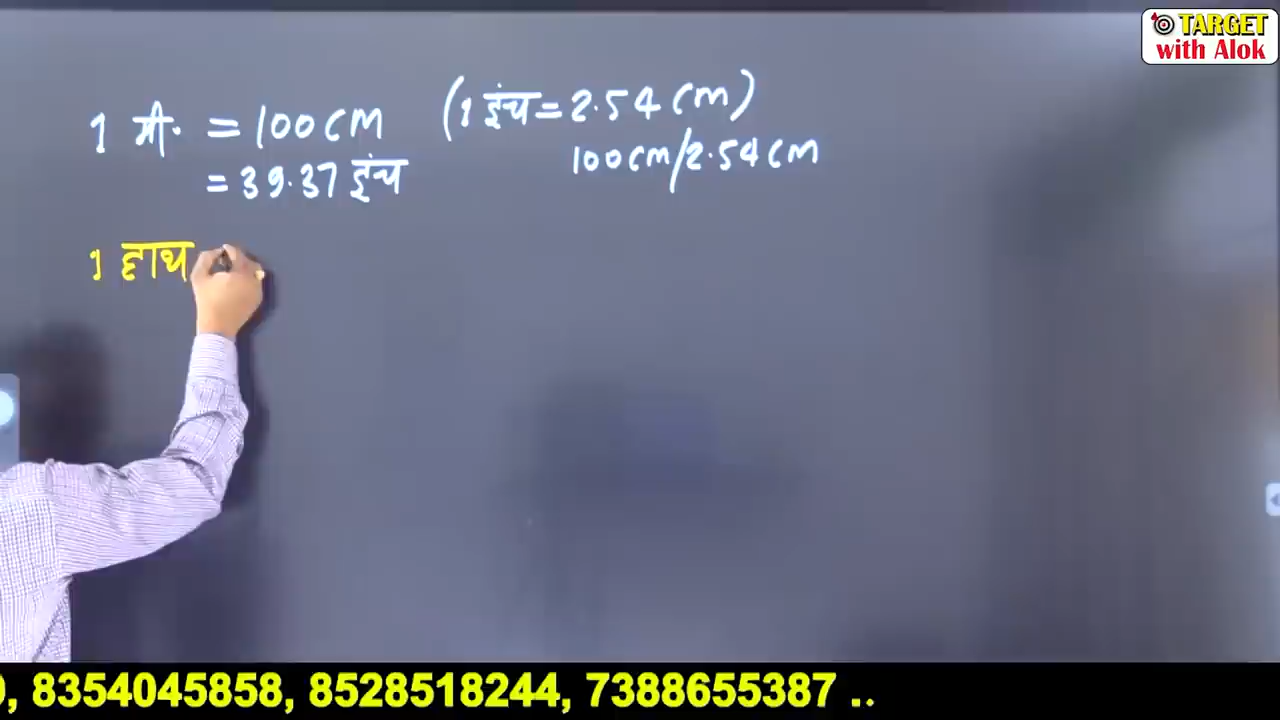 TARGET
with Alok
1 मी. = 100 CM (1 इंच = 2.54 CM)
= 39.37 इंच 100 CM/2.54 CM
1 हाथ
, 8354045858, 8528518244, 7388655387 ..